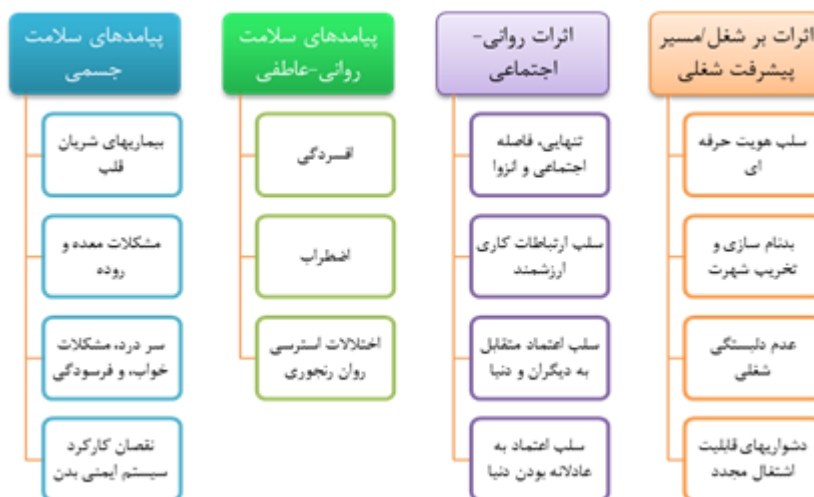 اثرات بر شغل/مسیر
پیشرفت شغلی
سلب هویت حرفه
ای
بدنام سازی و
تخریب شهرت
عدم دلبستگی
شغلی
دشواریهای قابلیت
اشتغال مجدد
اثرات روانی-
اجتماعی
تنهایی، فاصله
اجتماعی و انزوا
سلب ارتباطات کاری
ارزشمند
سلب اعتماد متقابل
به دیگران و دنیا
سلب اعتماد به
عادلانه بودن دنیا
پیامدهای سلامت
روانی-عاطفی
افسردگی
اضطراب
اختلالات استرسی
روان رنجوری
پیامدهای سلامت
جسمی
بیماریهای شریان
قلب
مشکلات معده و
روده
سر درد، مشکلات
خواب، و فرسودگی
نقصان کارکرد
سیستم ایمنی بدن